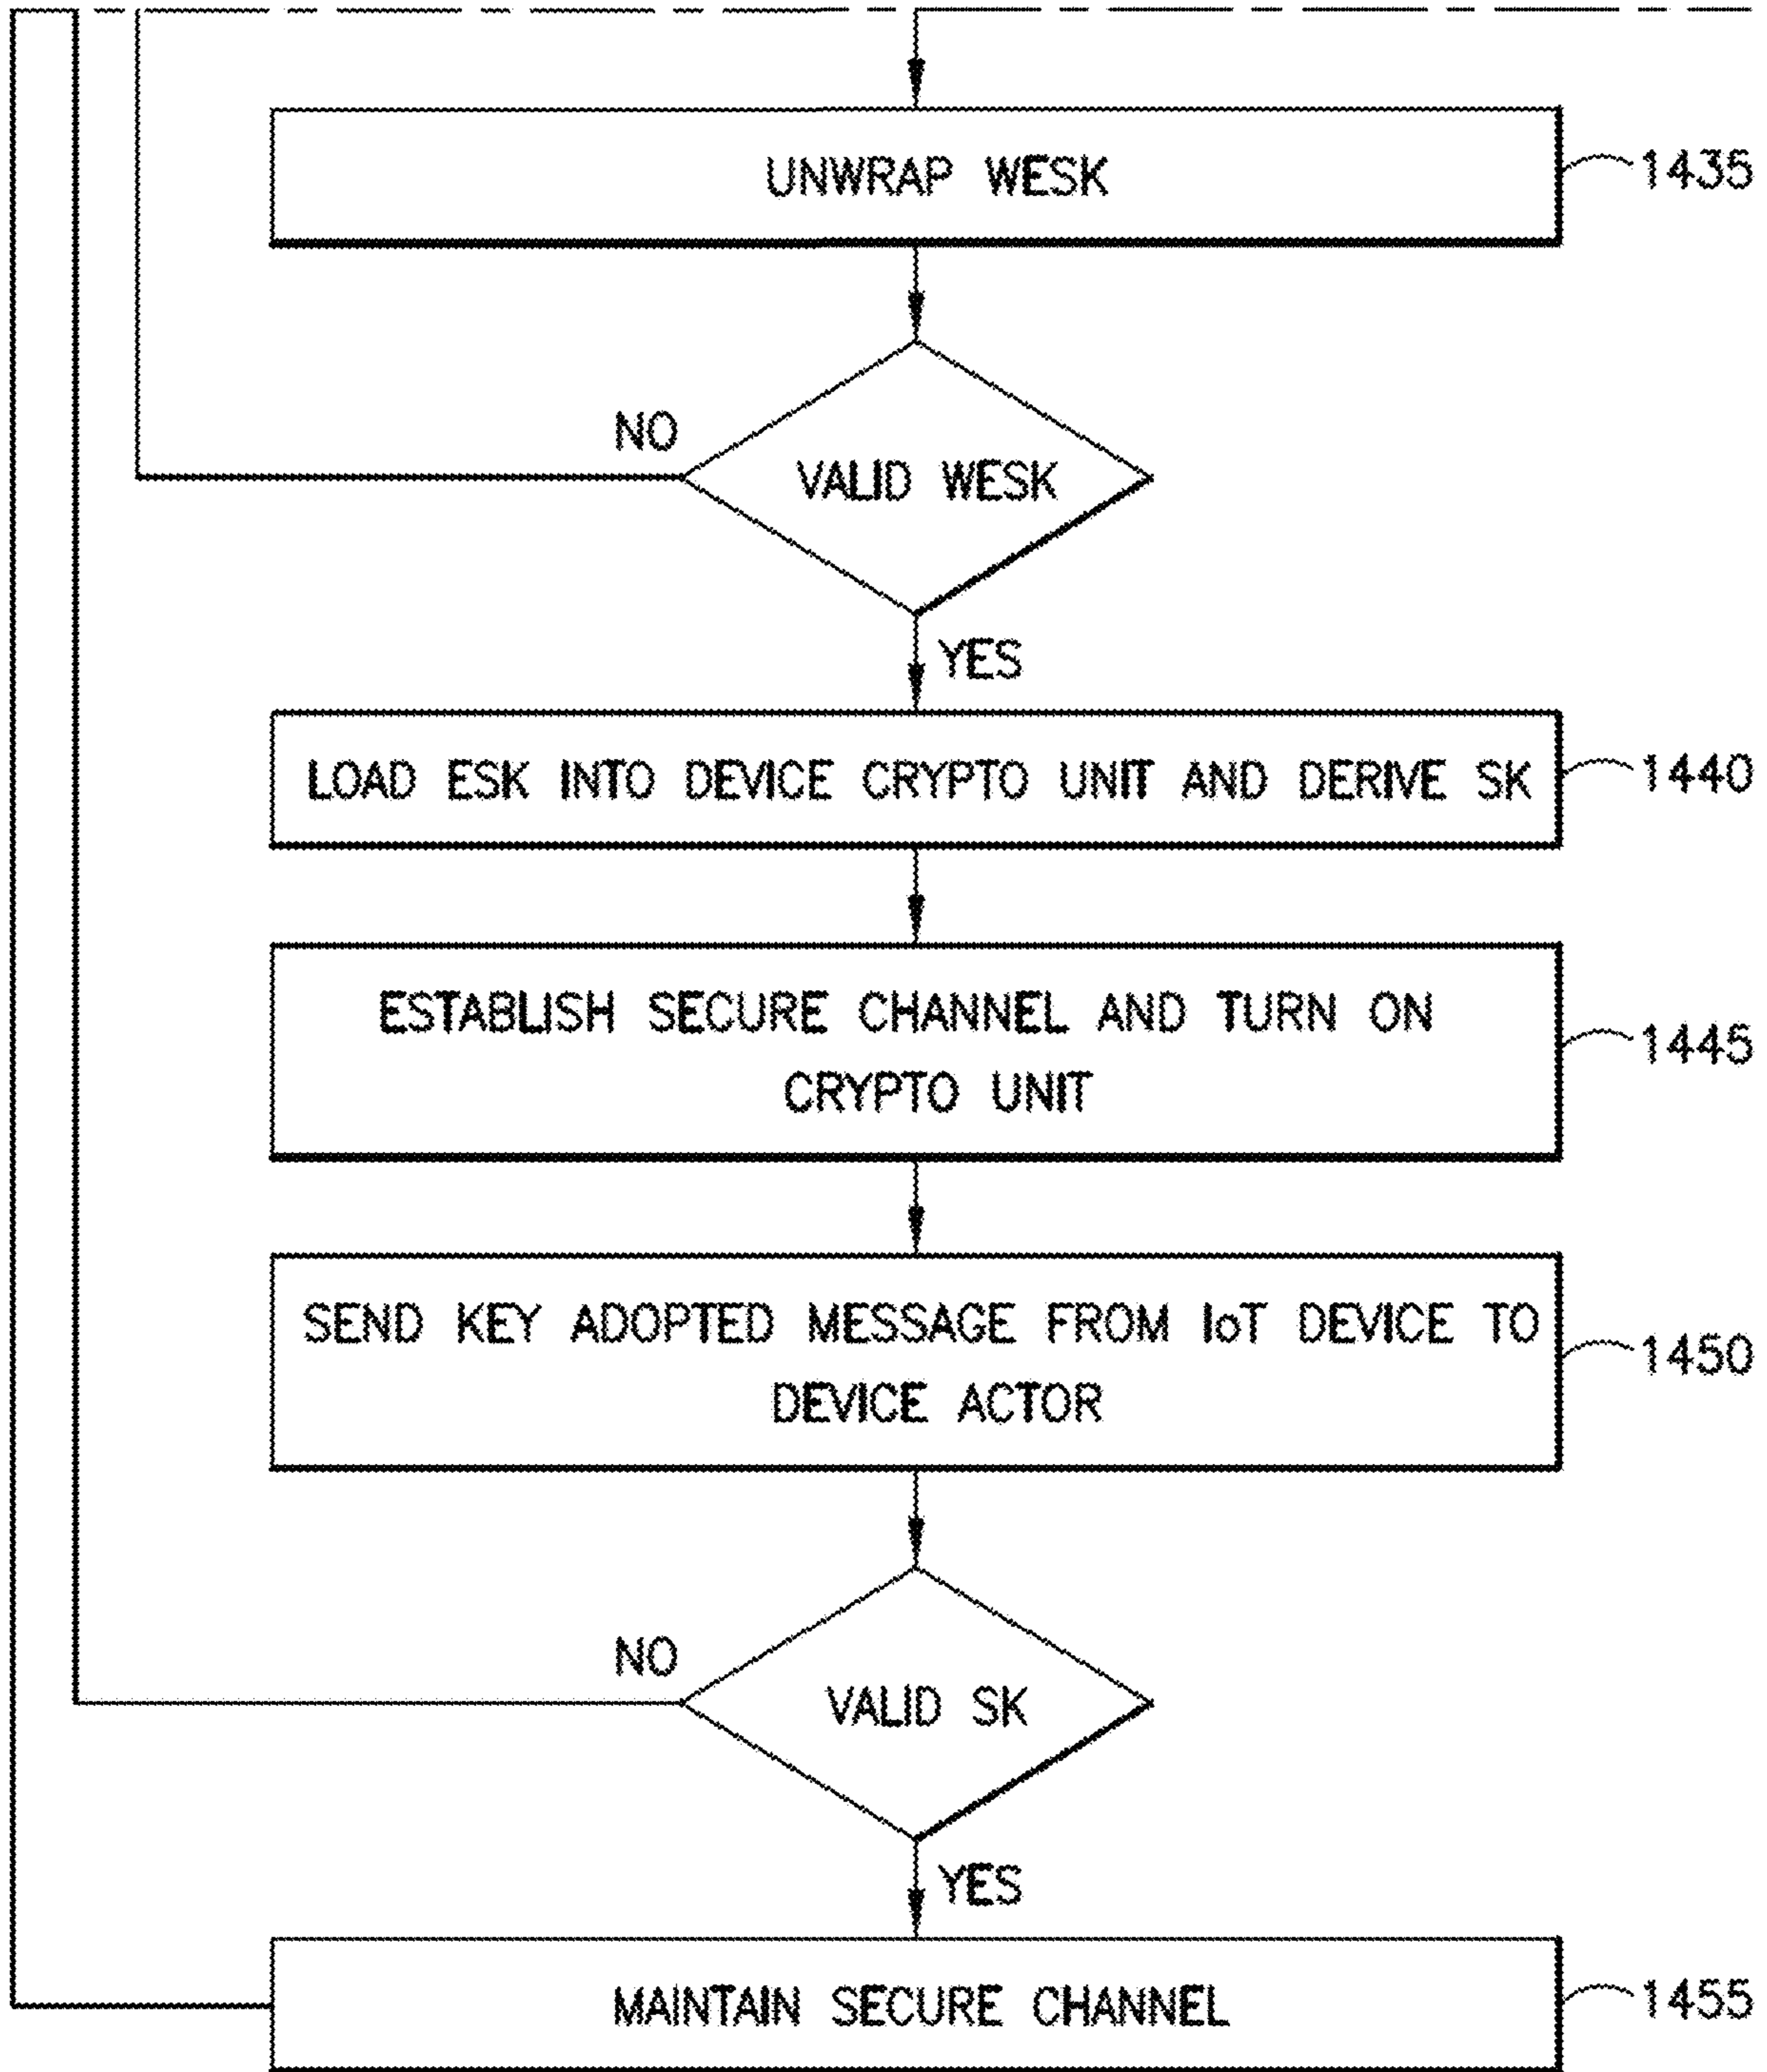 UNWRAP WESK
1435
NO
VALID WESK
YES
LOAD ESK INTO DEVICE CRYPTO UNIT AND DERIVE SK
1440
ESTABLISH SECURE CHANNEL AND TURN ON
CRYPTO UNIT
1445
SEND KEY ADOPTED MESSAGE FROM IoT DEVICE TO
DEVICE ACTOR
1450
NO
VALID SK
YES
MAINTAIN SECURE CHANNEL
1455